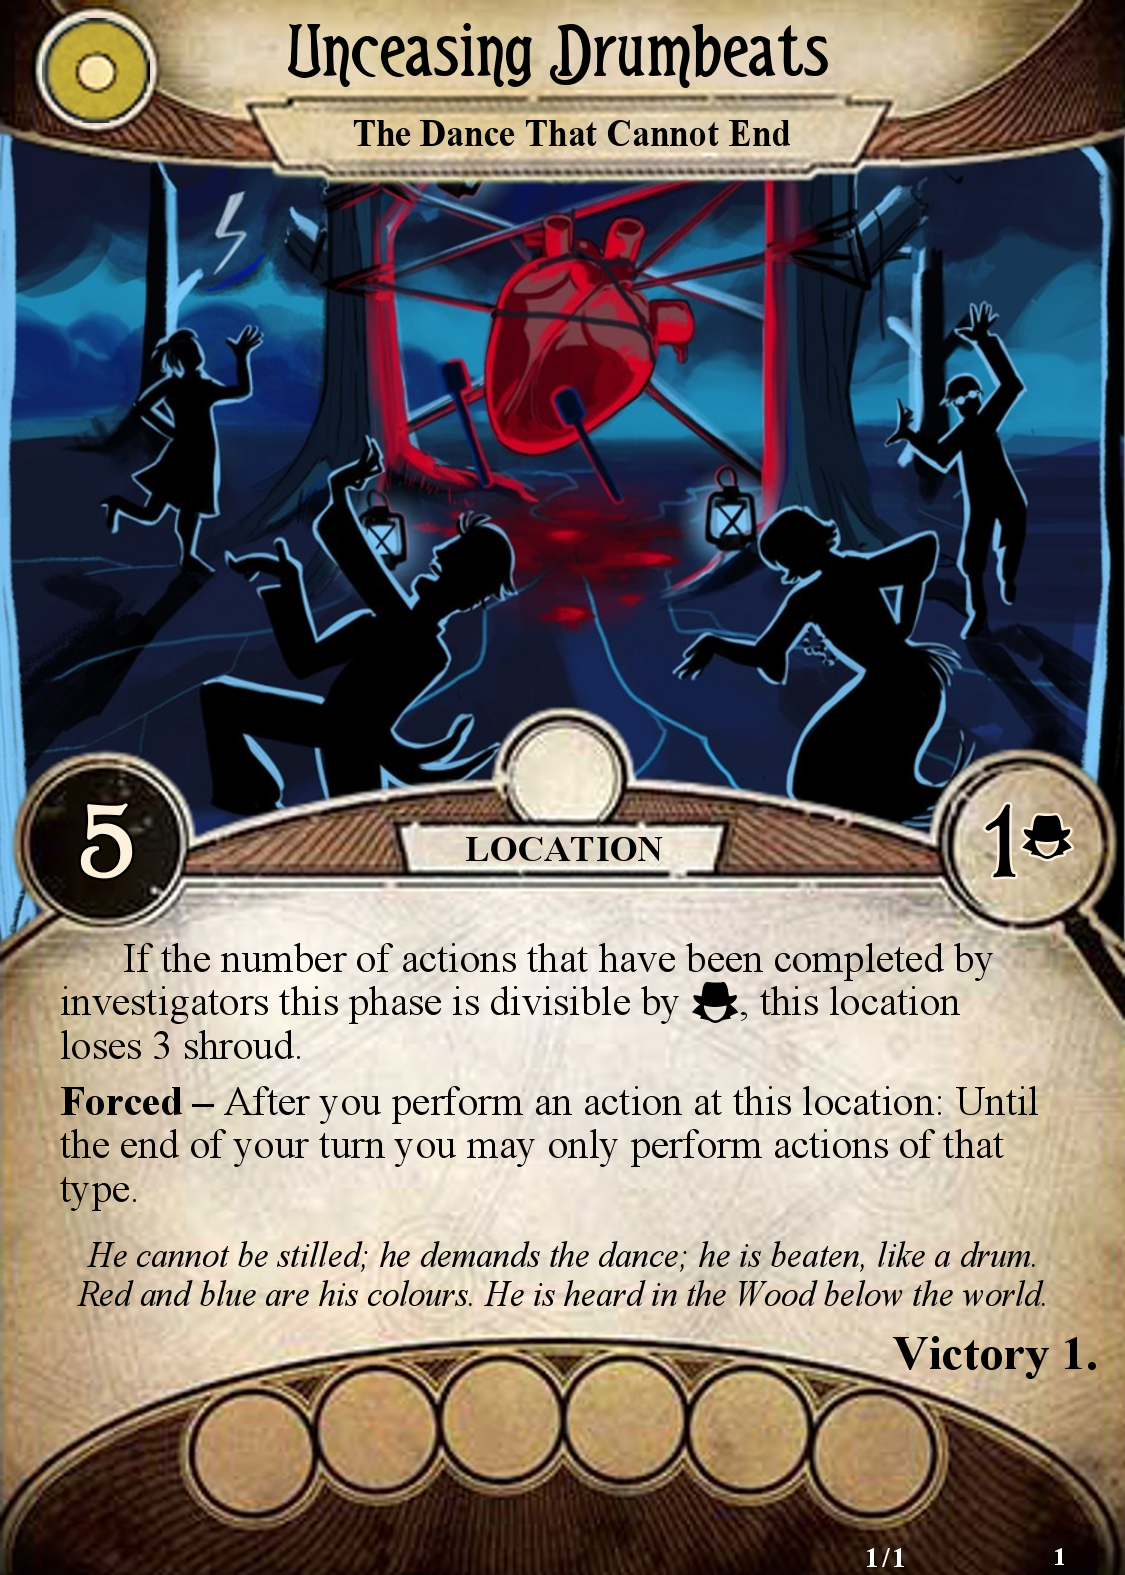 Unceasing Drumbeats
The Dance That Cannot End
5
LOCATION
1
If the number of actions that have been completed by
investigators this phase is divisible by , this location
loses 3 shroud.
Forced – After you perform an action at this location: Until
the end of your turn you may only perform actions of that
type.
He cannot be stilled; he demands the dance; he is beaten, like a drum.
Red and blue are his colours. He is heard in the Wood below the world.
Victory 1.
1/1
1